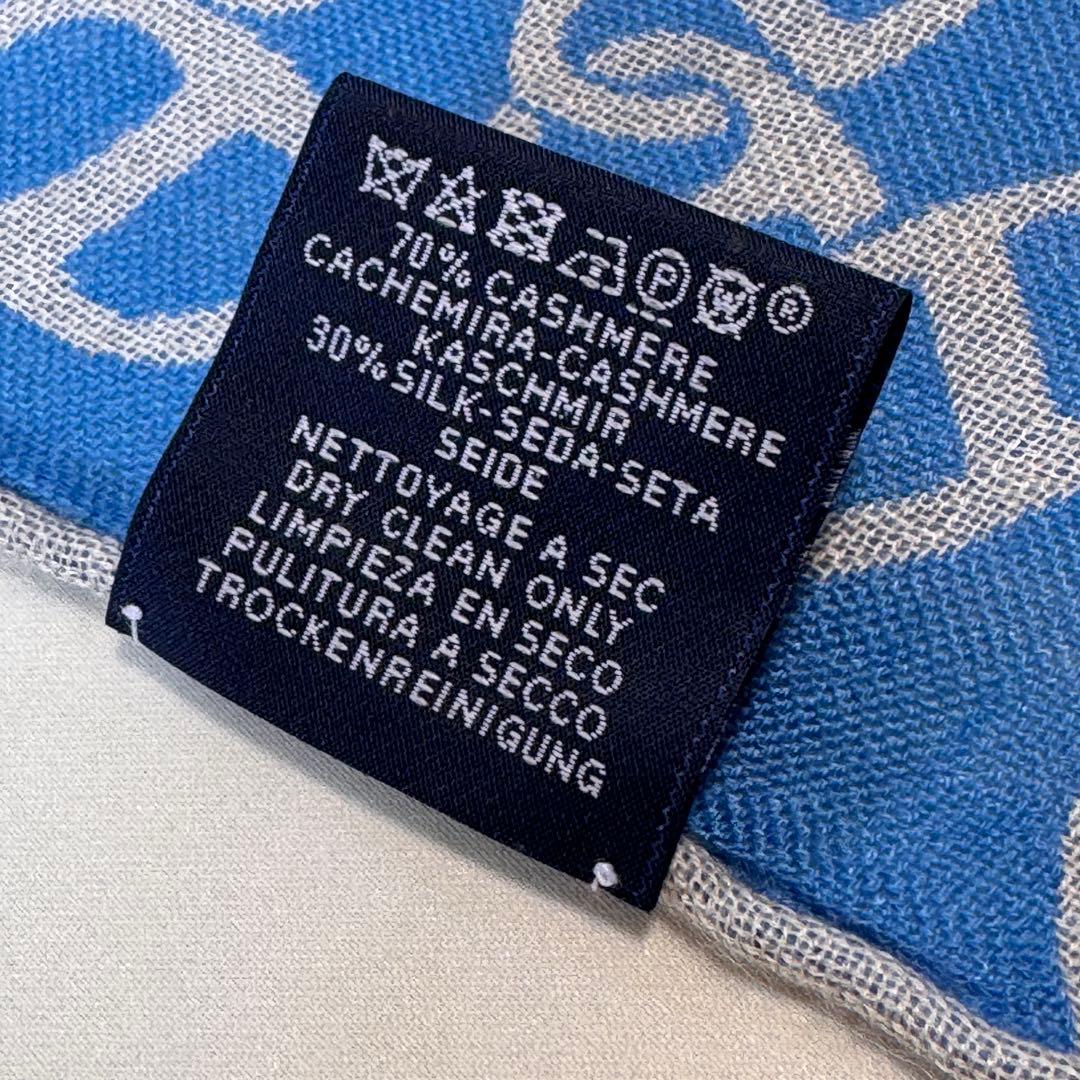 P W ®
70% CASHMERE
CACHEMIRA-CASHMERE
KASCHMIR
30% SILK-SEDA-SETA
SEIDE
NETTOYAGE A SEC
DRY CLEAN ONLY
LIMPIEZA EN SECO
PULITURA A SECCO
TROCKENREINIGUNG